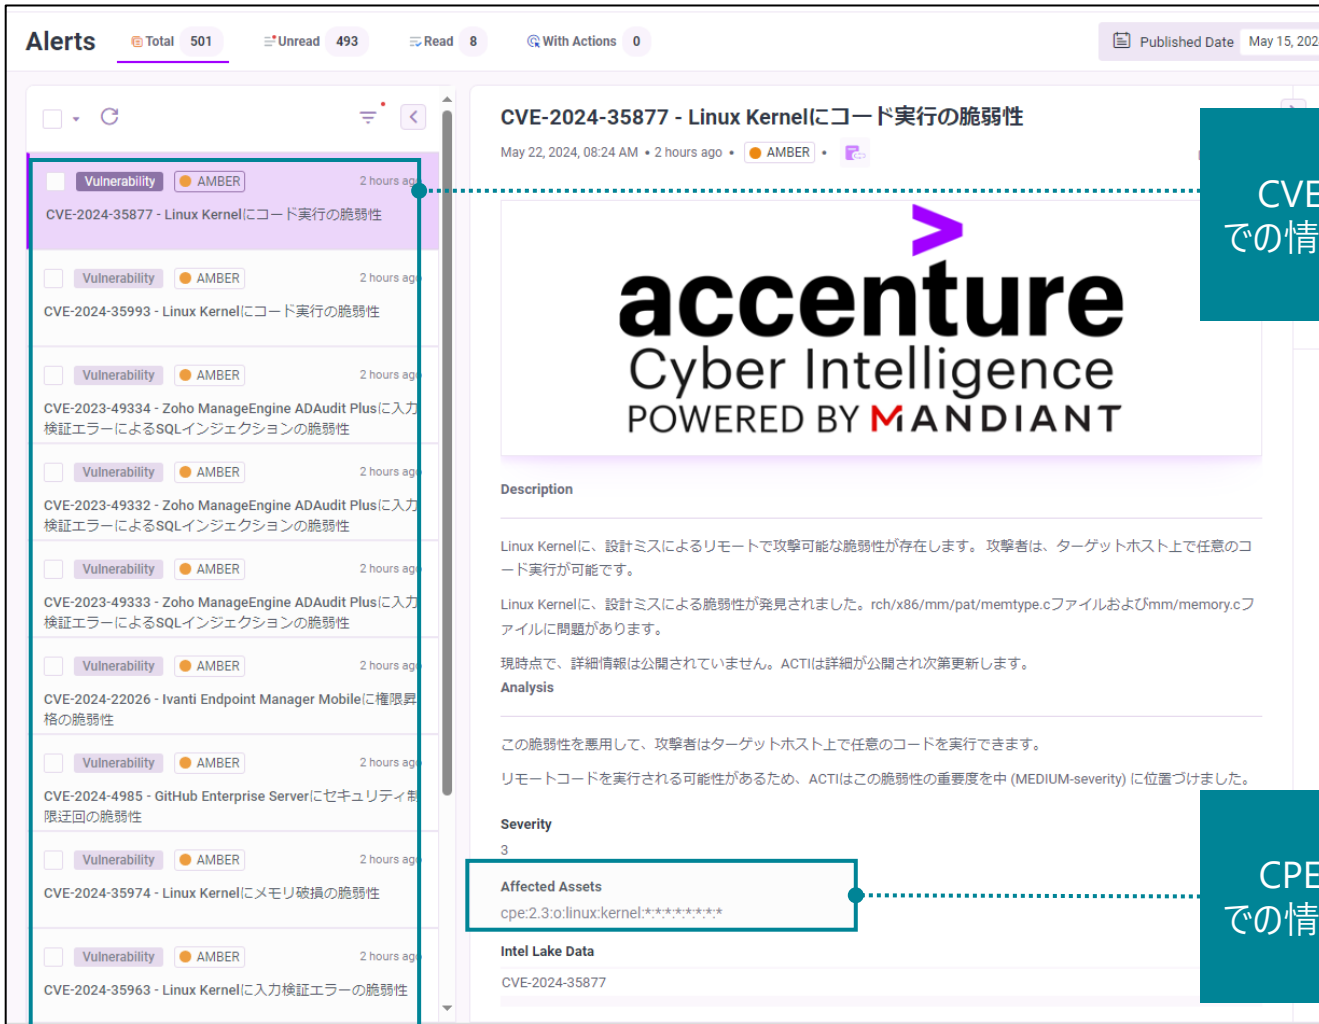 Alerts
Total 501
Unread 493
Read 8
With Actions 0
Published Date May 15, 202
Vulnerability AMBER 2 hours ago
CVE-2024-35877 - Linux Kernelにコード実行の脆弱性
Vulnerability AMBER 2 hours ago
CVE-2024-35993 - Linux Kernelにコード実行の脆弱性
Vulnerability AMBER 2 hours ago
CVE-2023-49334 - Zoho ManageEngine ADAudit Plusに入力
検証エラーによるSQLインジェクションの脆弱性
Vulnerability AMBER 2 hours ago
CVE-2023-49332 - Zoho ManageEngine ADAudit Plusに入力
検証エラーによるSQLインジェクションの脆弱性
Vulnerability AMBER 2 hours ago
CVE-2023-49333 - Zoho ManageEngine ADAudit Plusに入力
検証エラーによるSQLインジェクションの脆弱性
Vulnerability AMBER 2 hours ago
CVE-2024-22026 - Ivanti Endpoint Manager Mobileに権限昇
格の脆弱性
Vulnerability AMBER 2 hours ago
CVE-2024-4985 - GitHub Enterprise Serverにセキュリティ制
限迂回の脆弱性
Vulnerability AMBER 2 hours ago
CVE-2024-35974 - Linux Kernelにメモリ破損の脆弱性
Vulnerability AMBER 2 hours ago
CVE-2024-35963 - Linux Kernelに入力検証エラーの脆弱性
CVE-2024-35877 - Linux Kernelにコード実行の脆弱性
May 22, 2024, 08:24 AM • 2 hours ago • AMBER •
accenture
Cyber Intelligence
POWERED BY MANDIANT
Description
Linux Kernelに、設計ミスによるリモートで攻撃可能な脆弱性が存在します。 攻撃者は、ターゲットホスト上で任意のコ
ード実行が可能です。
Linux Kernelに、設計ミスによる脆弱性が発見されました。rch/x86/mm/pat/memtype.cファイルおよびmm/memory.cフ
ァイルに問題があります。
現時点で、詳細情報は公開されていません。ACTIは詳細が公開され次第更新します。
Analysis
この脆弱性を悪用して、攻撃者はターゲットホスト上で任意のコードを実行できます。
リモートコードを実行される可能性があるため、ACTIはこの脆弱性の重要度を中 (MEDIUM-severity) に位置づけました。
Severity
3
Affected Assets
cpe:2.3:o:linux:kernel:*:*:*:*:*:*:*:*
Intel Lake Data
CVE-2024-35877
CVE
での情
CPE
での情